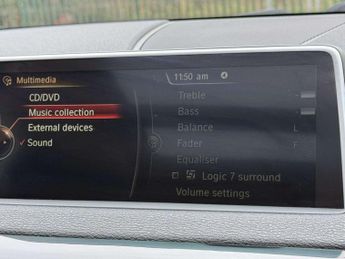 Multimedia
11:50 am
CD/DVD
Music collection
External devices
Sound
Treble
Bass
Balance L
Fader F
Equaliser
Logic 7 surround
Volume settings